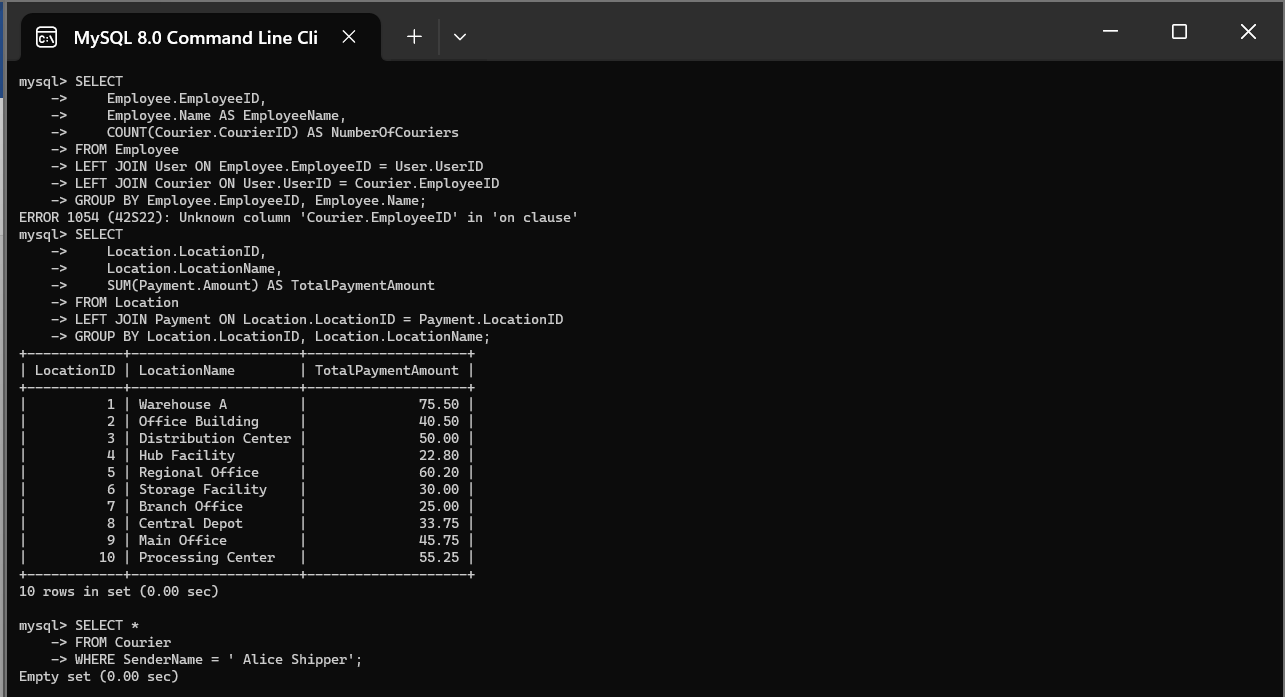 MySQL 8.0 Command Line Cli
mysql> SELECT
    ->     Employee.EmployeeID,
    ->     Employee.Name AS EmployeeName,
    ->     COUNT(Courier.CourierID) AS NumberOfCouriers
    -> FROM Employee
    -> LEFT JOIN User ON Employee.EmployeeID = User.UserID
    -> LEFT JOIN Courier ON User.UserID = Courier.EmployeeID
    -> GROUP BY Employee.EmployeeID, Employee.Name;
ERROR 1054 (42S22): Unknown column 'Courier.EmployeeID' in 'on clause'
mysql> SELECT
    ->     Location.LocationID,
    ->     Location.LocationName,
    ->     SUM(Payment.Amount) AS TotalPaymentAmount
    -> FROM Location
    -> LEFT JOIN Payment ON Location.LocationID = Payment.LocationID
    -> GROUP BY Location.LocationID, Location.LocationName;
+------------+---------------------+--------------------+
| LocationID | LocationName        | TotalPaymentAmount |
+------------+---------------------+--------------------+
|          1 | Warehouse A         |              75.50 |
|          2 | Office Building     |              40.50 |
|          3 | Distribution Center |              50.00 |
|          4 | Hub Facility        |              22.80 |
|          5 | Regional Office     |              60.20 |
|          6 | Storage Facility    |              30.00 |
|          7 | Branch Office       |              25.00 |
|          8 | Central Depot       |              33.75 |
|          9 | Main Office         |              45.75 |
|         10 | Processing Center   |              55.25 |
+------------+---------------------+--------------------+
10 rows in set (0.00 sec)
mysql> SELECT *
    -> FROM Courier
    -> WHERE SenderName = ' Alice Shipper';
Empty set (0.00 sec)